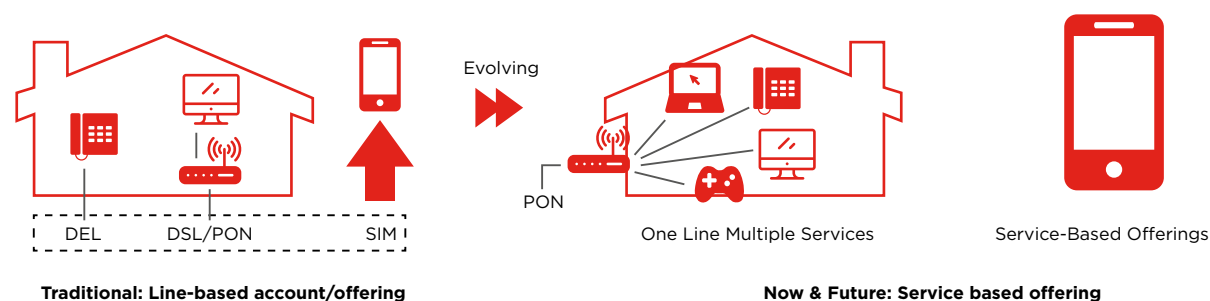 Evolving
DEL DSL/PON SIM
PON
One Line Multiple Services
Service-Based Offerings
Traditional: Line-based account/offering
Now & Future: Service based offering